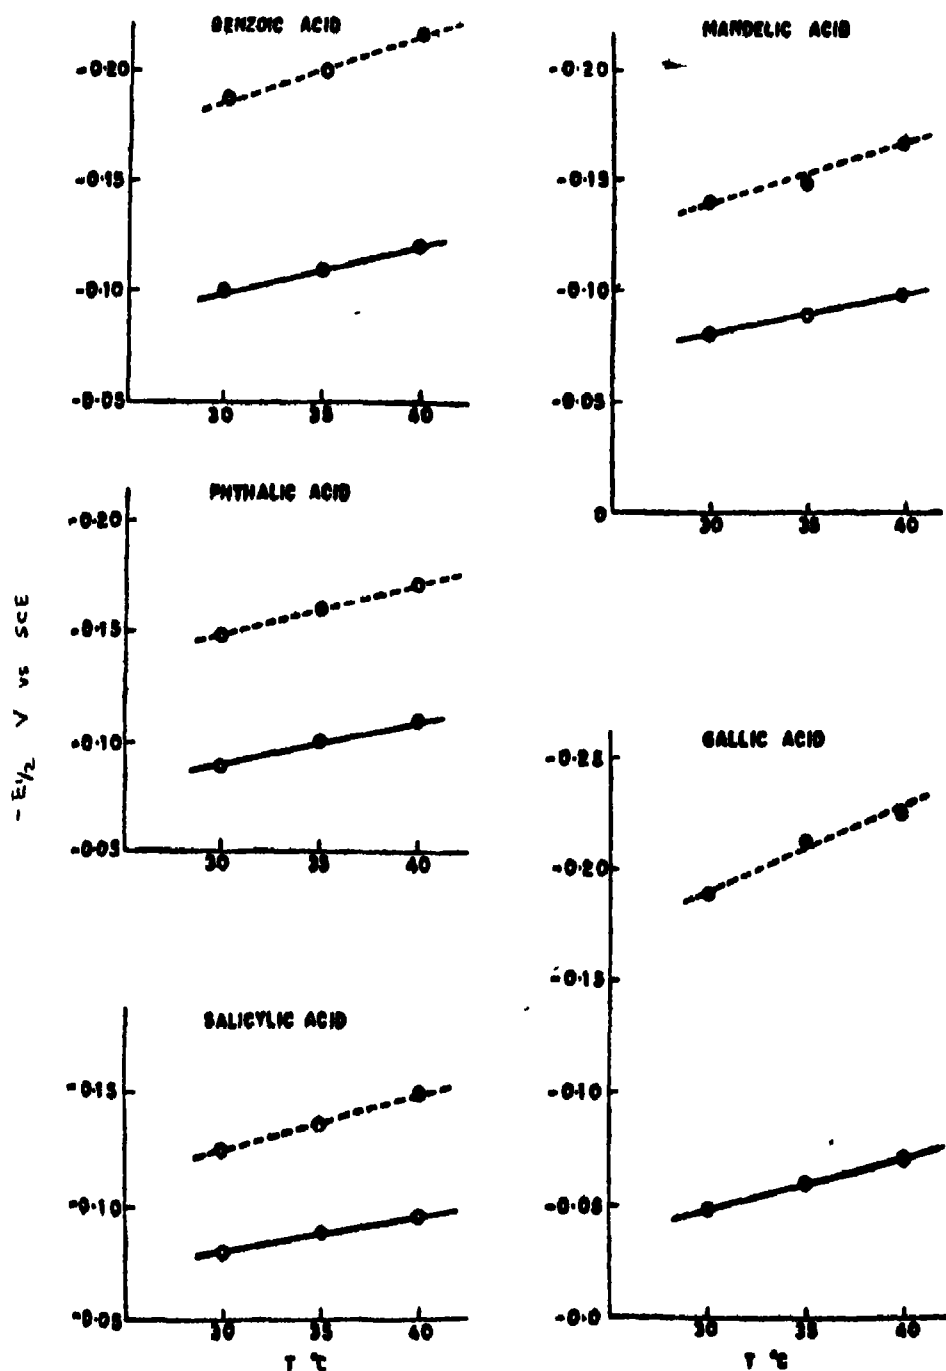 BENZOIC ACID
-0.20
-0.15
-0.10
-0.05
30 35 40
MANDELIC ACID
-0.20
-0.15
-0.10
-0.05
0
30 35 40
PHTHALIC ACID
-0.20
-0.15
-0.10
-0.05
30 35 40
-E1/2 V vs SCE
GALLIC ACID
-0.25
-0.20
-0.15
-0.10
-0.05
-0.0
30 35 40
T °C
SALICYLIC ACID
-0.15
-0.10
-0.05
30 35 40
T °C